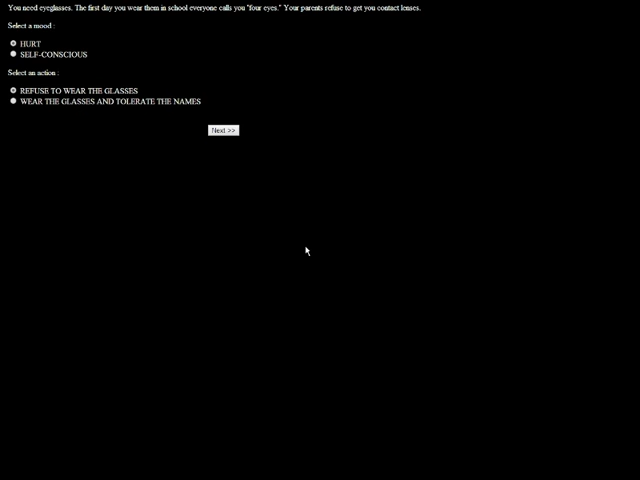 You need eyeglasses. The first day you wear them in school everyone calls you "four eyes." Your parents refuse to get you contact lenses.
Select a mood :
HURT
SELF-CONSCIOUS
Select an action :
REFUSE TO WEAR THE GLASSES
WEAR THE GLASSES AND TOLERATE THE NAMES
Next >>